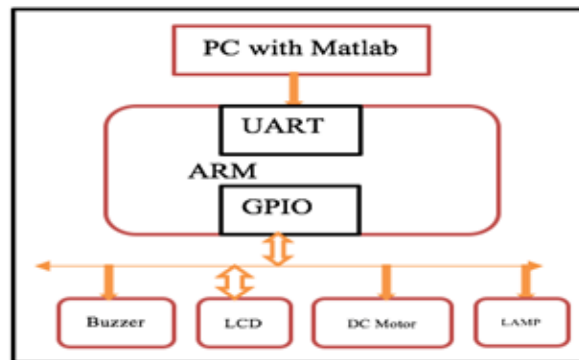 PC with Matlab
UART
ARM
GPIO
Buzzer
LCD
DC Motor
LAMP